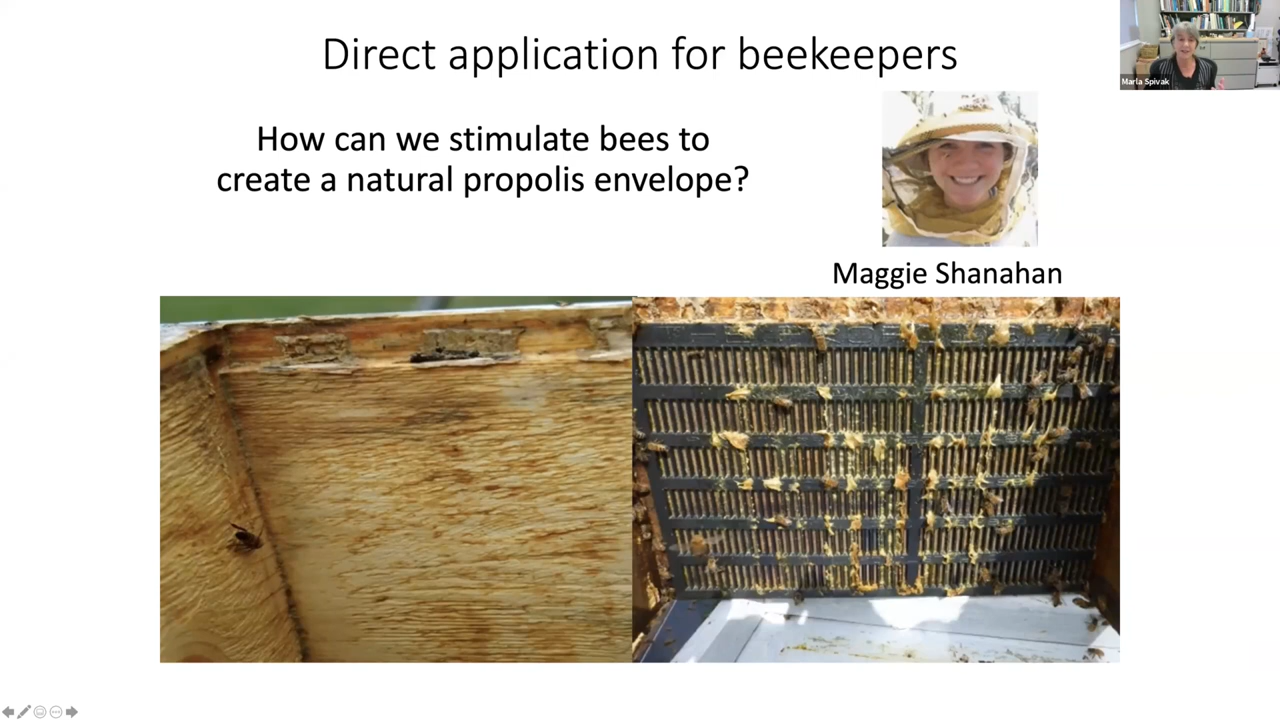 Direct application for beekeepers
Marla Spivak
How can we stimulate bees to
create a natural propolis envelope?
Maggie Shanahan